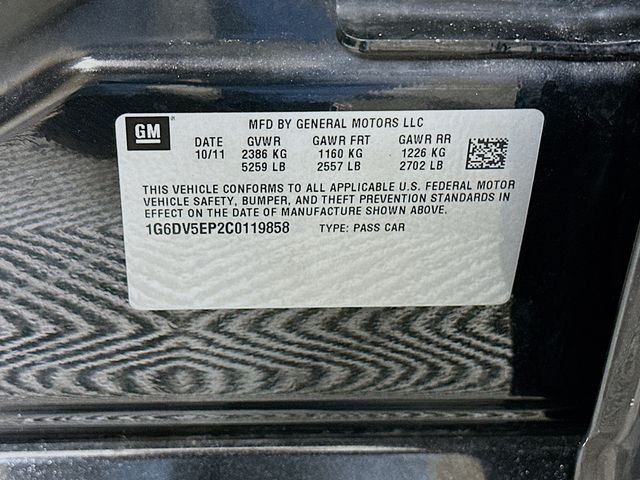 GM
MFD BY GENERAL MOTORS LLC
DATE GVWR GAWR FRT GAWR RR
10/11 2386 KG 1160 KG 1226 KG
5259 LB 2557 LB 2702 LB
THIS VEHICLE CONFORMS TO ALL APPLICABLE U.S. FEDERAL MOTOR
VEHICLE SAFETY, BUMPER, AND THEFT PREVENTION STANDARDS IN
EFFECT ON THE DATE OF MANUFACTURE SHOWN ABOVE.
1G6DV5EP2C0119858 TYPE: PASS CAR